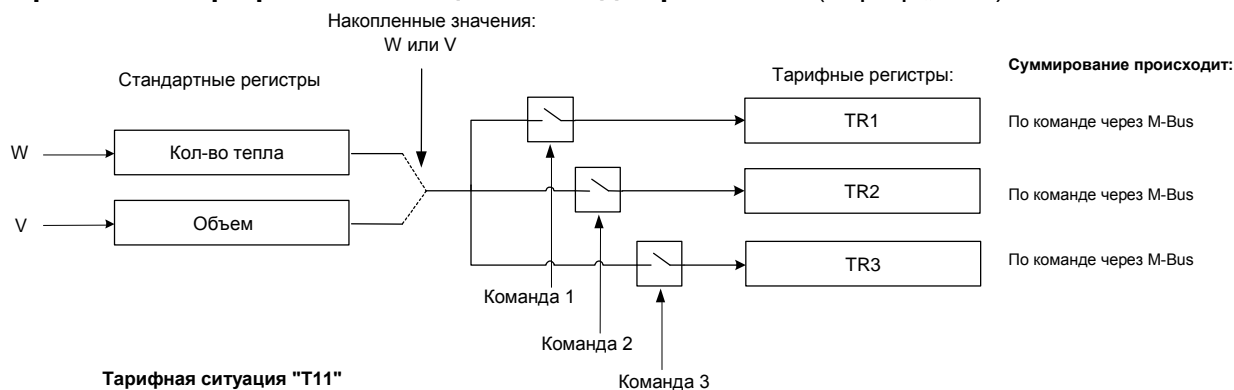 Накопленные значения:
W или V
Стандартные регистры
Тарифные регистры:
Суммирование происходит:
W
Кол-во тепла
TR1
По команде через M-Bus
TR2
По команде через M-Bus
V
Объем
TR3
По команде через M-Bus
Команда 1
Команда 2
Тарифная ситуация "T11"
Команда 3